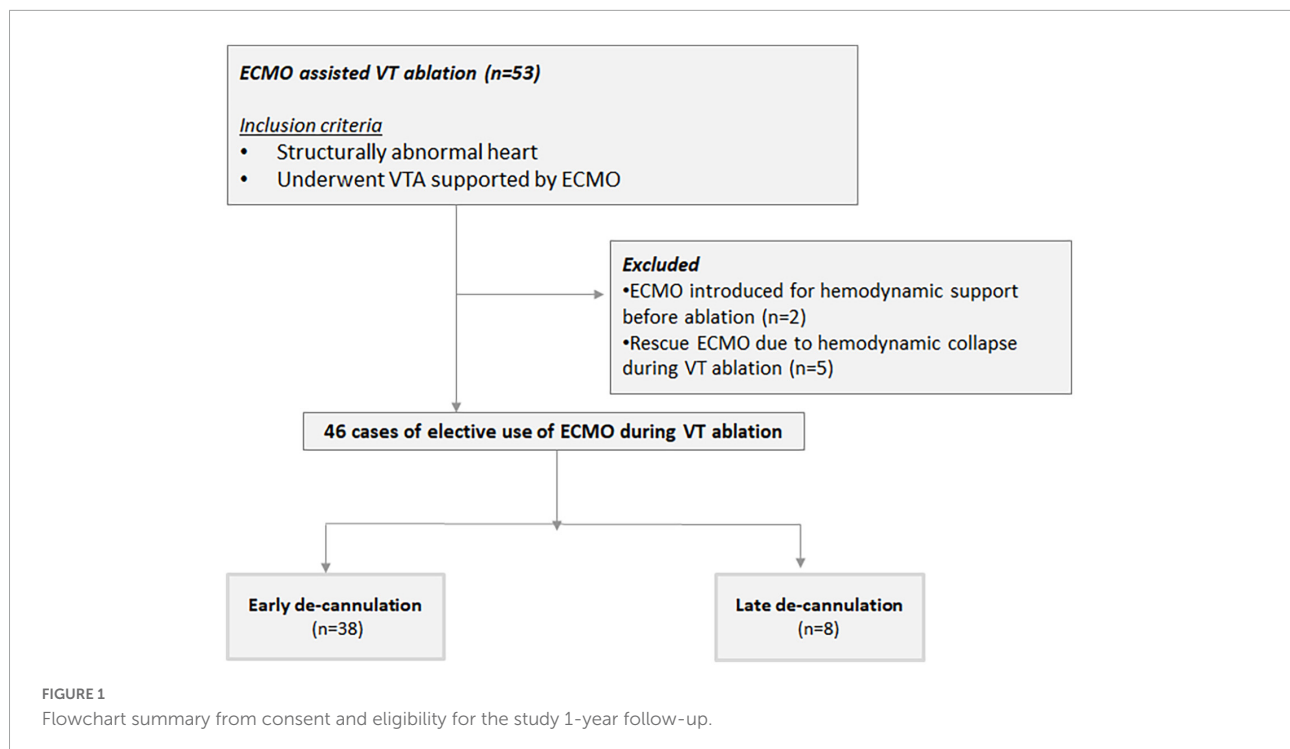 ECMO assisted VT ablation (n=53)
Inclusion criteria
• Structurally abnormal heart
• Underwent VTA supported by ECMO
Excluded
•ECMO introduced for hemodynamic support
before ablation (n=2)
•Rescue ECMO due to hemodynamic collapse
during VT ablation (n=5)
46 cases of elective use of ECMO during VT ablation
Early de-cannulation
(n=38)
Late de-cannulation
(n=8)
FIGURE 1
Flowchart summary from consent and eligibility for the study 1-year follow-up.